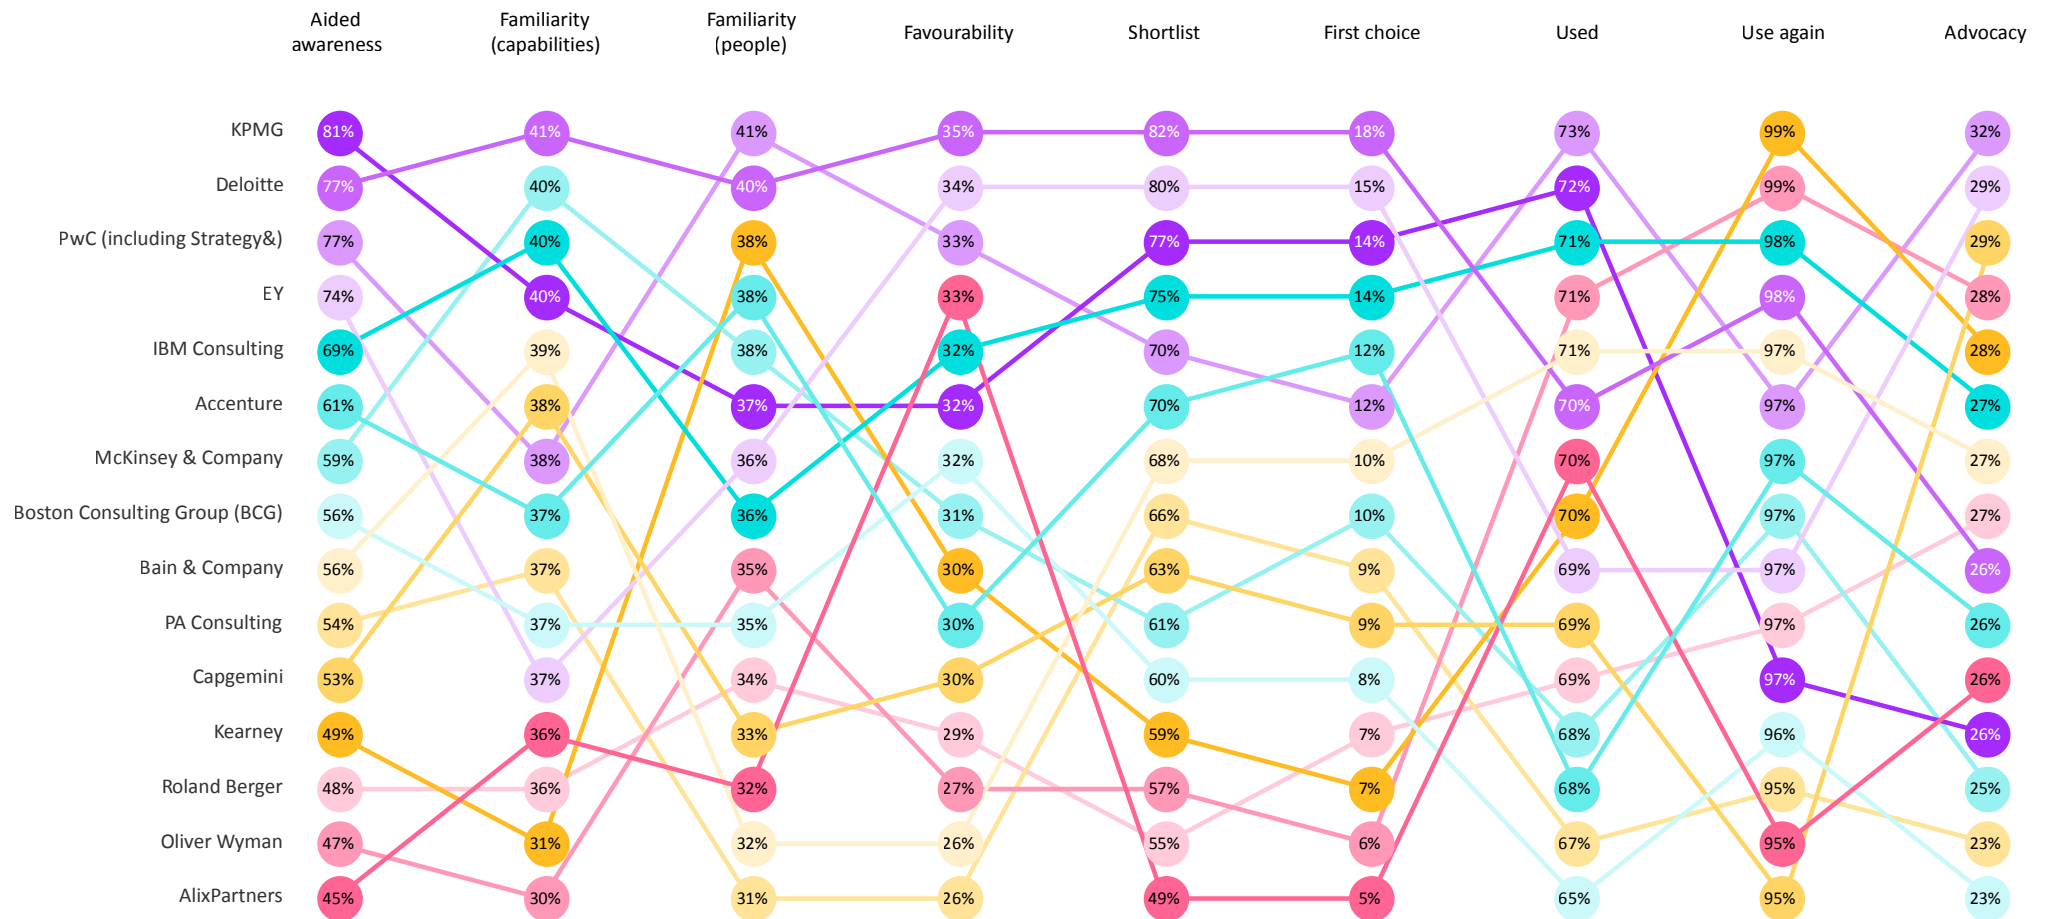 Aided awareness Familiarity (capabilities) Familiarity (people) Favourability Shortlist First choice Used Use again Advocacy
KPMG 81% 41% 41% 35% 82% 18% 73% 99% 32%
Deloitte 77% 40% 40% 34% 80% 15% 72% 99% 29%
PwC (including Strategy&) 77% 40% 38% 33% 77% 14% 71% 98% 29%
EY 74% 40% 38% 33% 75% 14% 71% 98% 28%
IBM Consulting 69% 39% 38% 32% 70% 12% 71% 97% 28%
Accenture 61% 38% 37% 32% 70% 12% 70% 97% 27%
McKinsey & Company 59% 38% 36% 32% 68% 10% 70% 97% 27%
Boston Consulting Group (BCG) 56% 37% 36% 31% 66% 10% 70% 97% 27%
Bain & Company 56% 37% 35% 30% 63% 9% 69% 97% 26%
PA Consulting 54% 37% 35% 30% 61% 9% 69% 97% 26%
Capgemini 53% 37% 34% 30% 60% 8% 69% 97% 26%
Kearney 49% 36% 33% 29% 59% 7% 68% 96% 26%
Roland Berger 48% 36% 32% 27% 57% 7% 68% 95% 25%
Oliver Wyman 47% 31% 32% 26% 55% 6% 67% 95% 23%
AlixPartners 45% 30% 31% 26% 49% 5% 65% 95% 23%